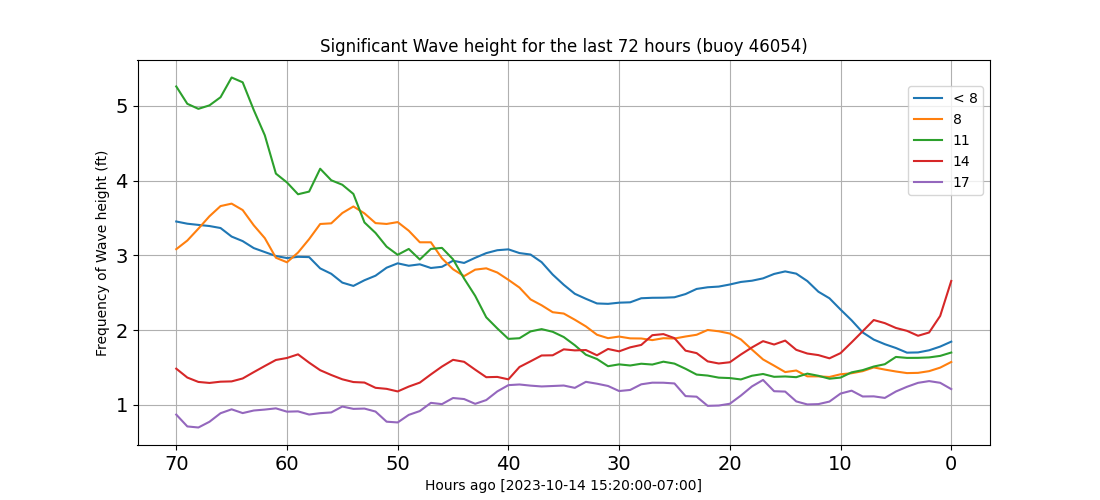 Significant Wave height for the last 72 hours (buoy 46054)
Frequency of Wave height (ft)
5
4
3
2
1
< 8
8
11
14
17
70 60 50 40 30 20 10 0
Hours ago [2023-10-14 15:20:00-07:00]